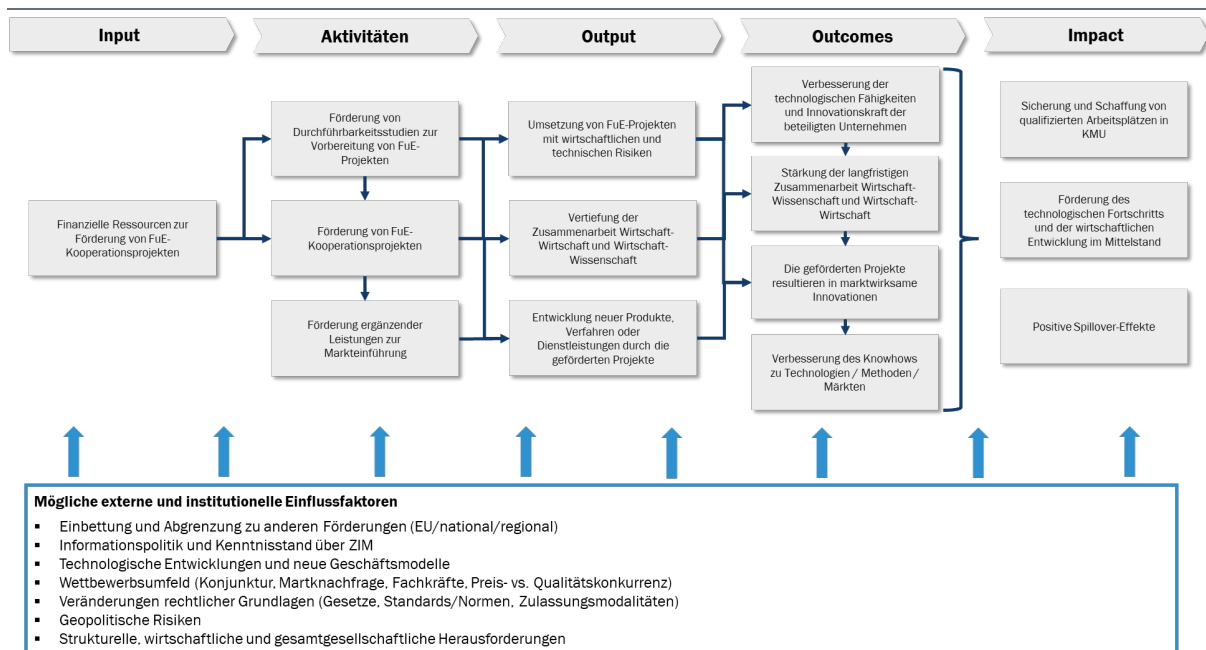 Input
Aktivitäten
Output
Outcomes
Impact
Finanzielle Ressourcen zur
Förderung von FuE-
Kooperationsprojekten
Förderung von
Durchführbarkeitsstudien zur
Vorbereitung von FuE-
Projekten
Förderung von FuE-
Kooperationsprojekten
Förderung ergänzender
Leistungen zur
Markteinführung
Umsetzung von FuE-Projekten
mit wirtschaftlichen und
technischen Risiken
Vertiefung der
Zusammenarbeit Wirtschaft-
Wirtschaft und Wirtschaft-
Wissenschaft
Entwicklung neuer Produkte,
Verfahren oder
Dienstleistungen durch die
geförderten Projekte
Verbesserung der
technologischen Fähigkeiten
und Innovationskraft der
beteiligten Unternehmen
Stärkung der langfristigen
Zusammenarbeit Wirtschaft-
Wissenschaft und Wirtschaft-
Wirtschaft
Die geförderten Projekte
resultieren in marktwirksame
Innovationen
Verbesserung des Knowhows
zu Technologien / Methoden /
Märkten
Sicherung und Schaffung von
qualifizierten Arbeitsplätzen in
KMU
Förderung des
technologischen Fortschritts
und der wirtschaftlichen
Entwicklung im Mittelstand
Positive Spillover-Effekte
Mögliche externe und institutionelle Einflussfaktoren
▪ Einbettung und Abgrenzung zu anderen Förderungen (EU/national/regional)
▪ Informationspolitik und Kenntnisstand über ZIM
▪ Technologische Entwicklungen und neue Geschäftsmodelle
▪ Wettbewerbsumfeld (Konjunktur, Martknachfrage, Fachkräfte, Preis- vs. Qualitätskonkurrenz)
▪ Veränderungen rechtlicher Grundlagen (Gesetze, Standards/Normen, Zulassungsmodalitäten)
▪ Geopolitische Risiken
▪ Strukturelle, wirtschaftliche und gesamtgesellschaftliche Herausforderungen